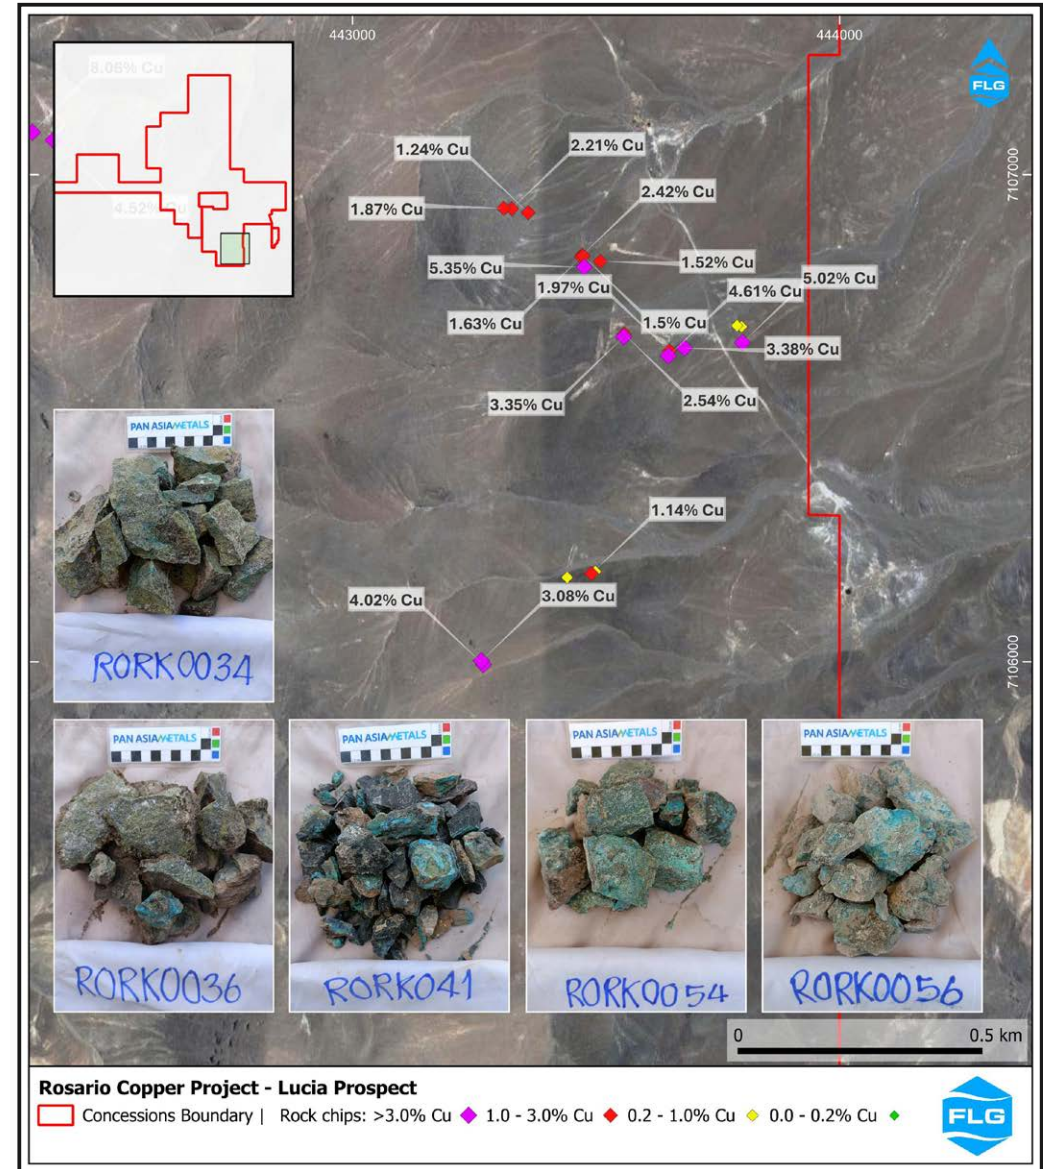 443000
444000
FLG
8.06% Cu
1.24% Cu
2.21% Cu
7107000
2.42% Cu
1.87% Cu
4.52% Cu
5.35% Cu
1.52% Cu
5.02% Cu
1.97% Cu
4.61% Cu
1.63% Cu
1.5% Cu
3.38% Cu
3.35% Cu
2.54% Cu
PAN ASIA METALS
1.14% Cu
4.02% Cu
3.08% Cu
7106000
RORK0034
PAN ASIA METALS
PAN ASIA METALS
PAN ASIA METALS
PAN ASIA METALS
RORK0036
RORK041
RORK0054
RORK0056
0
0.5 km
Rosario Copper Project - Lucia Prospect
Concessions Boundary | Rock chips: >3.0% Cu 1.0 - 3.0% Cu 0.2 - 1.0% Cu 0.0 - 0.2% Cu
FLG